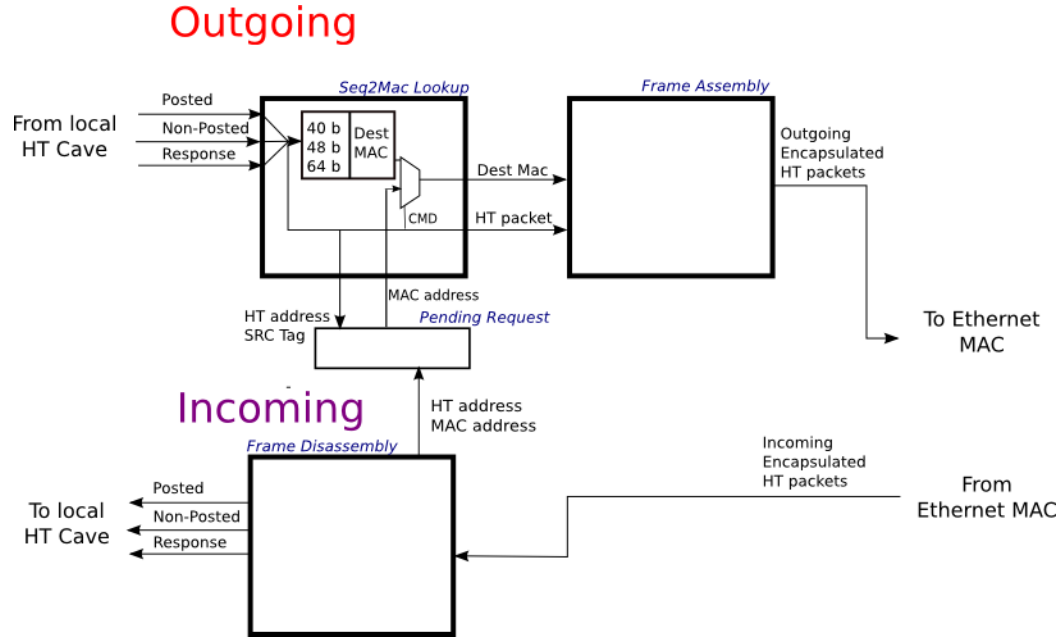 Outgoing
Seq2Mac Lookup
Frame Assembly
Posted
Non-Posted
Response
From local
HT Cave
40 b
48 b
64 b
Dest
MAC
CMD
Dest Mac
HT packet
Outgoing
Encapsulated
HT packets
MAC address
HT address
SRC Tag
Pending Request
To Ethernet
MAC
Incoming
HT address
MAC address
Frame Disassembly
Incoming
Encapsulated
HT packets
From
Ethernet MAC
Posted
Non-Posted
Response
To local
HT Cave